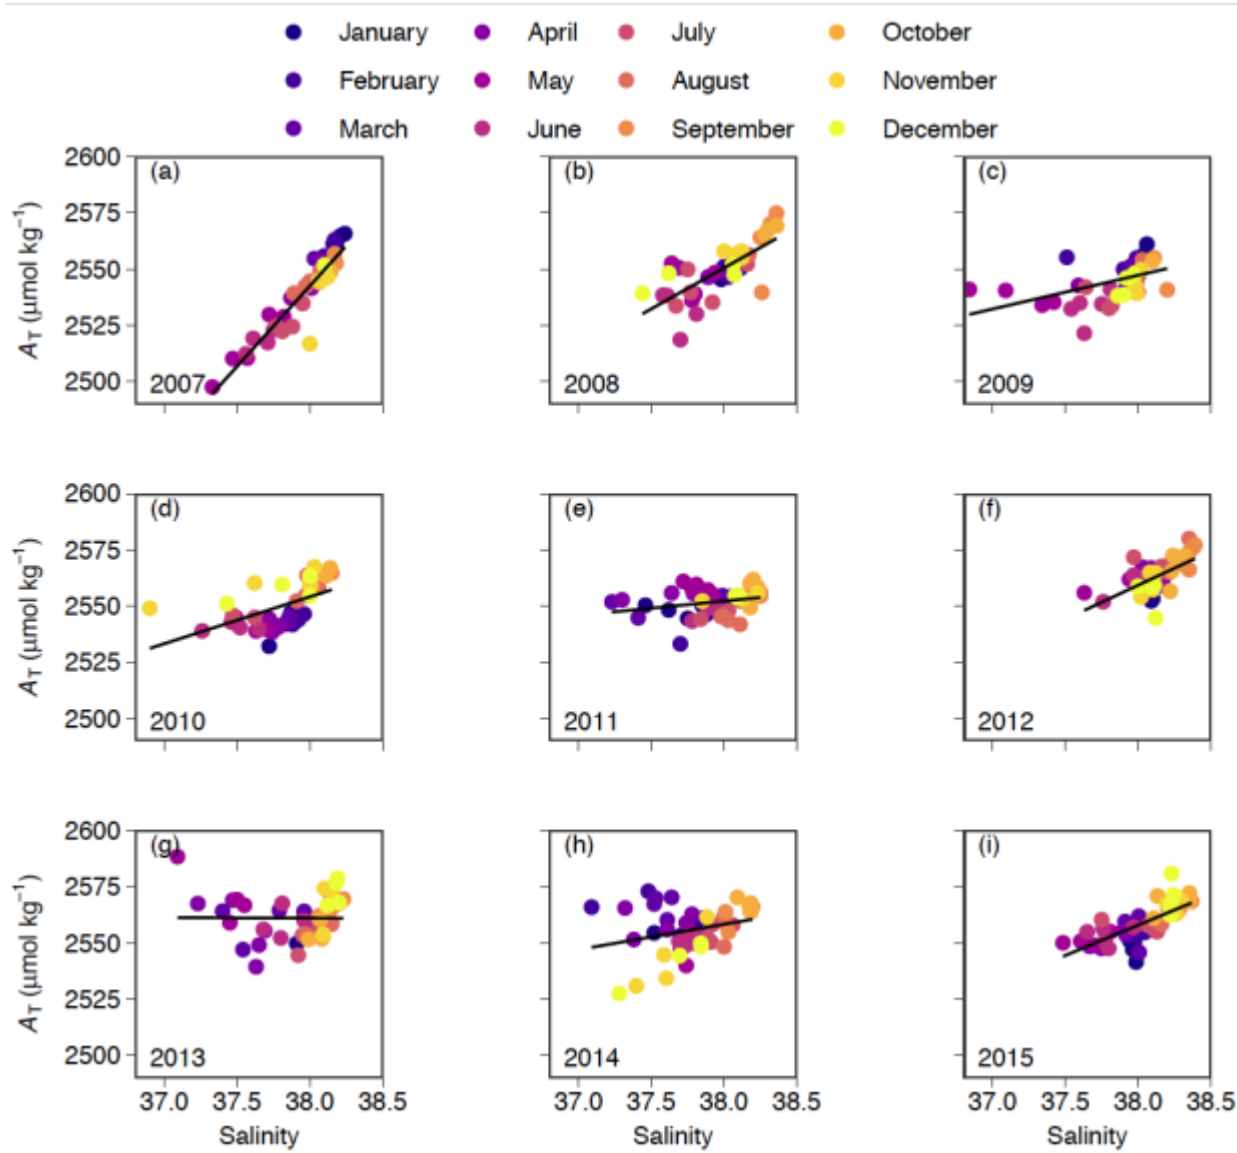 January April July October
February May August November
March June September December
2600 (a) (b) (c)
2575
2550
2525
2500
A_T (μmol kg⁻¹)
2007 2008 2009
2600 (d) (e) (f)
2575
2550
2525
2500
A_T (μmol kg⁻¹)
2010 2011 2012
2600 (g) (h) (i)
2575
2550
2525
2500
A_T (μmol kg⁻¹)
2013 2014 2015
37.0 37.5 38.0 38.5 37.0 37.5 38.0 38.5 37.0 37.5 38.0 38.5
Salinity Salinity Salinity